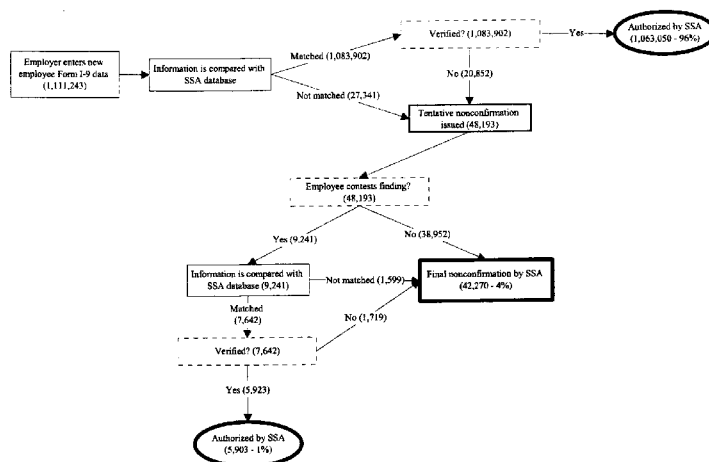 Verified? (1,083,902)
Yes
Authorized by SSA
(1,063,050 - 96%)
Matched (1,083,902)
Employer enters new
employee Form I-9 data
(1,111,243)
Information is compared with
SSA database
No (20,852)
Not matched (27,341)
Tentative nonconfirmation
issued (48,193)
Employee contests finding?
(48,193)
Yes (9,241)
No (38,952)
Information is compared with
SSA database (9,241)
Not matched (1,599)
Final nonconfirmation by SSA
(42,270 - 4%)
Matched
(7,642)
No (1,719)
Verified? (7,642)
Yes (5,923)
Authorized by SSA
(5,903 - 1%)